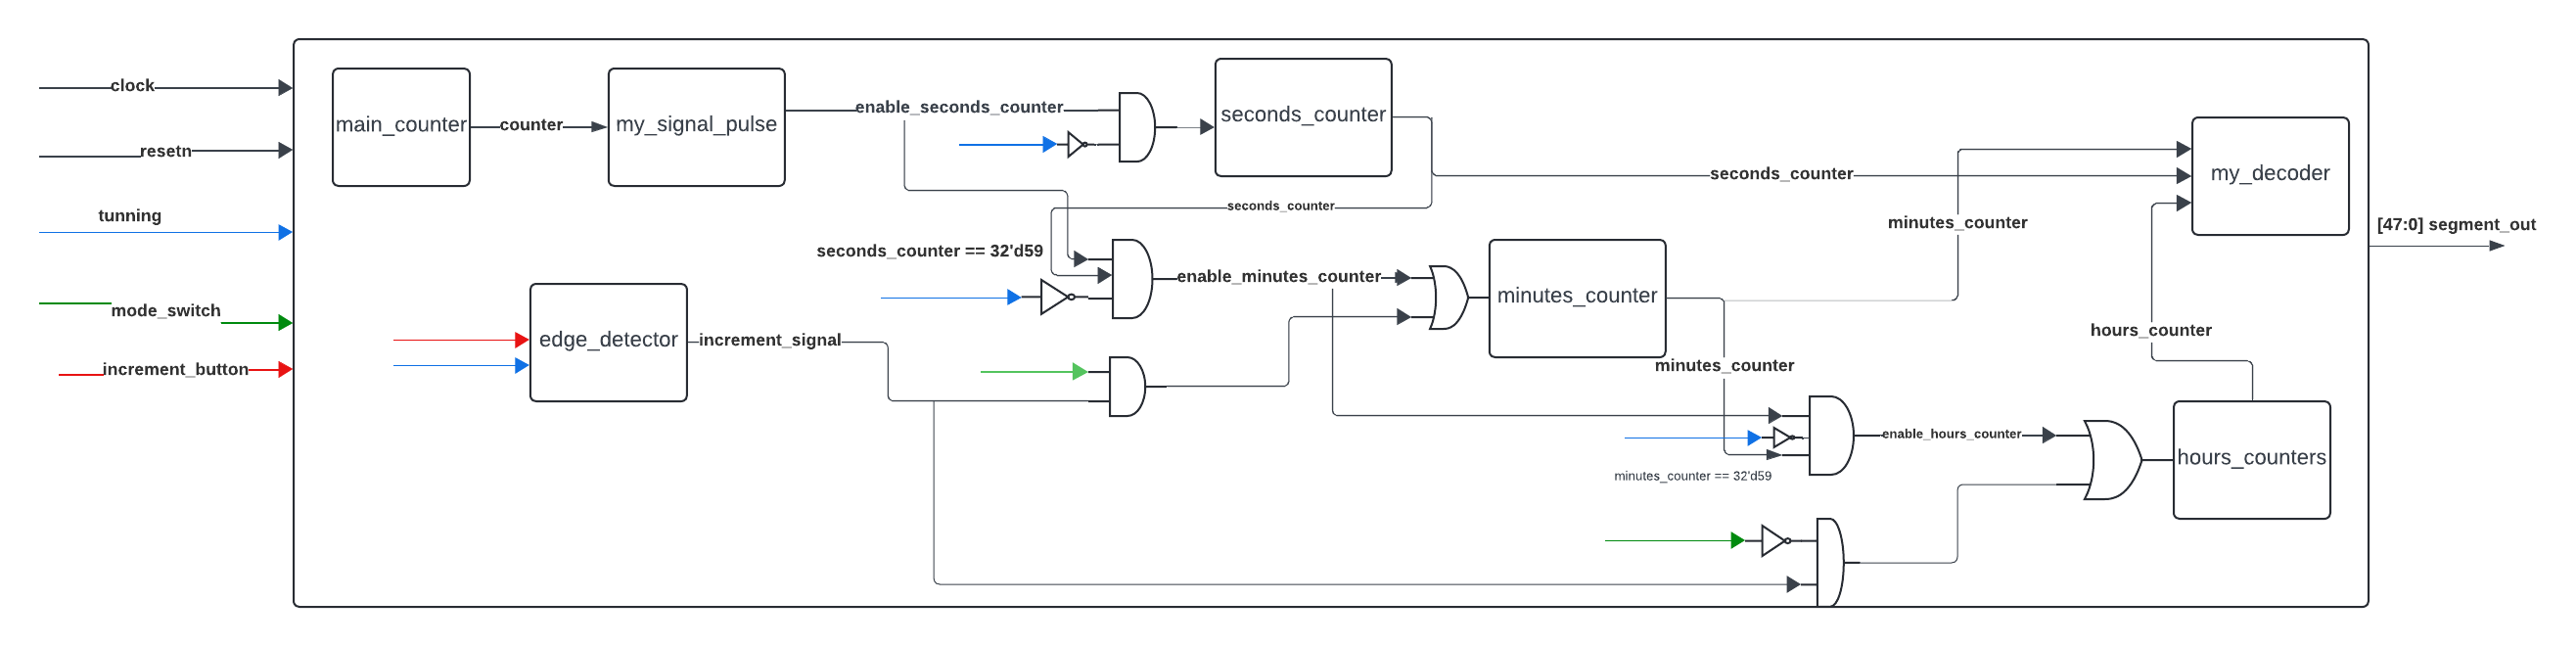 clock
resetn
tunning
mode_switch
increment_button
main_counter
counter
my_signal_pulse
enable_seconds_counter
seconds_counter
seconds_counter
seconds_counter
my_decoder
minutes_counter
[47:0] segment_out
seconds_counter == 32'd59
enable_minutes_counter
minutes_counter
edge_detector
increment_signal
minutes_counter
hours_counter
enable_hours_counter
minutes_counter == 32'd59
hours_counters